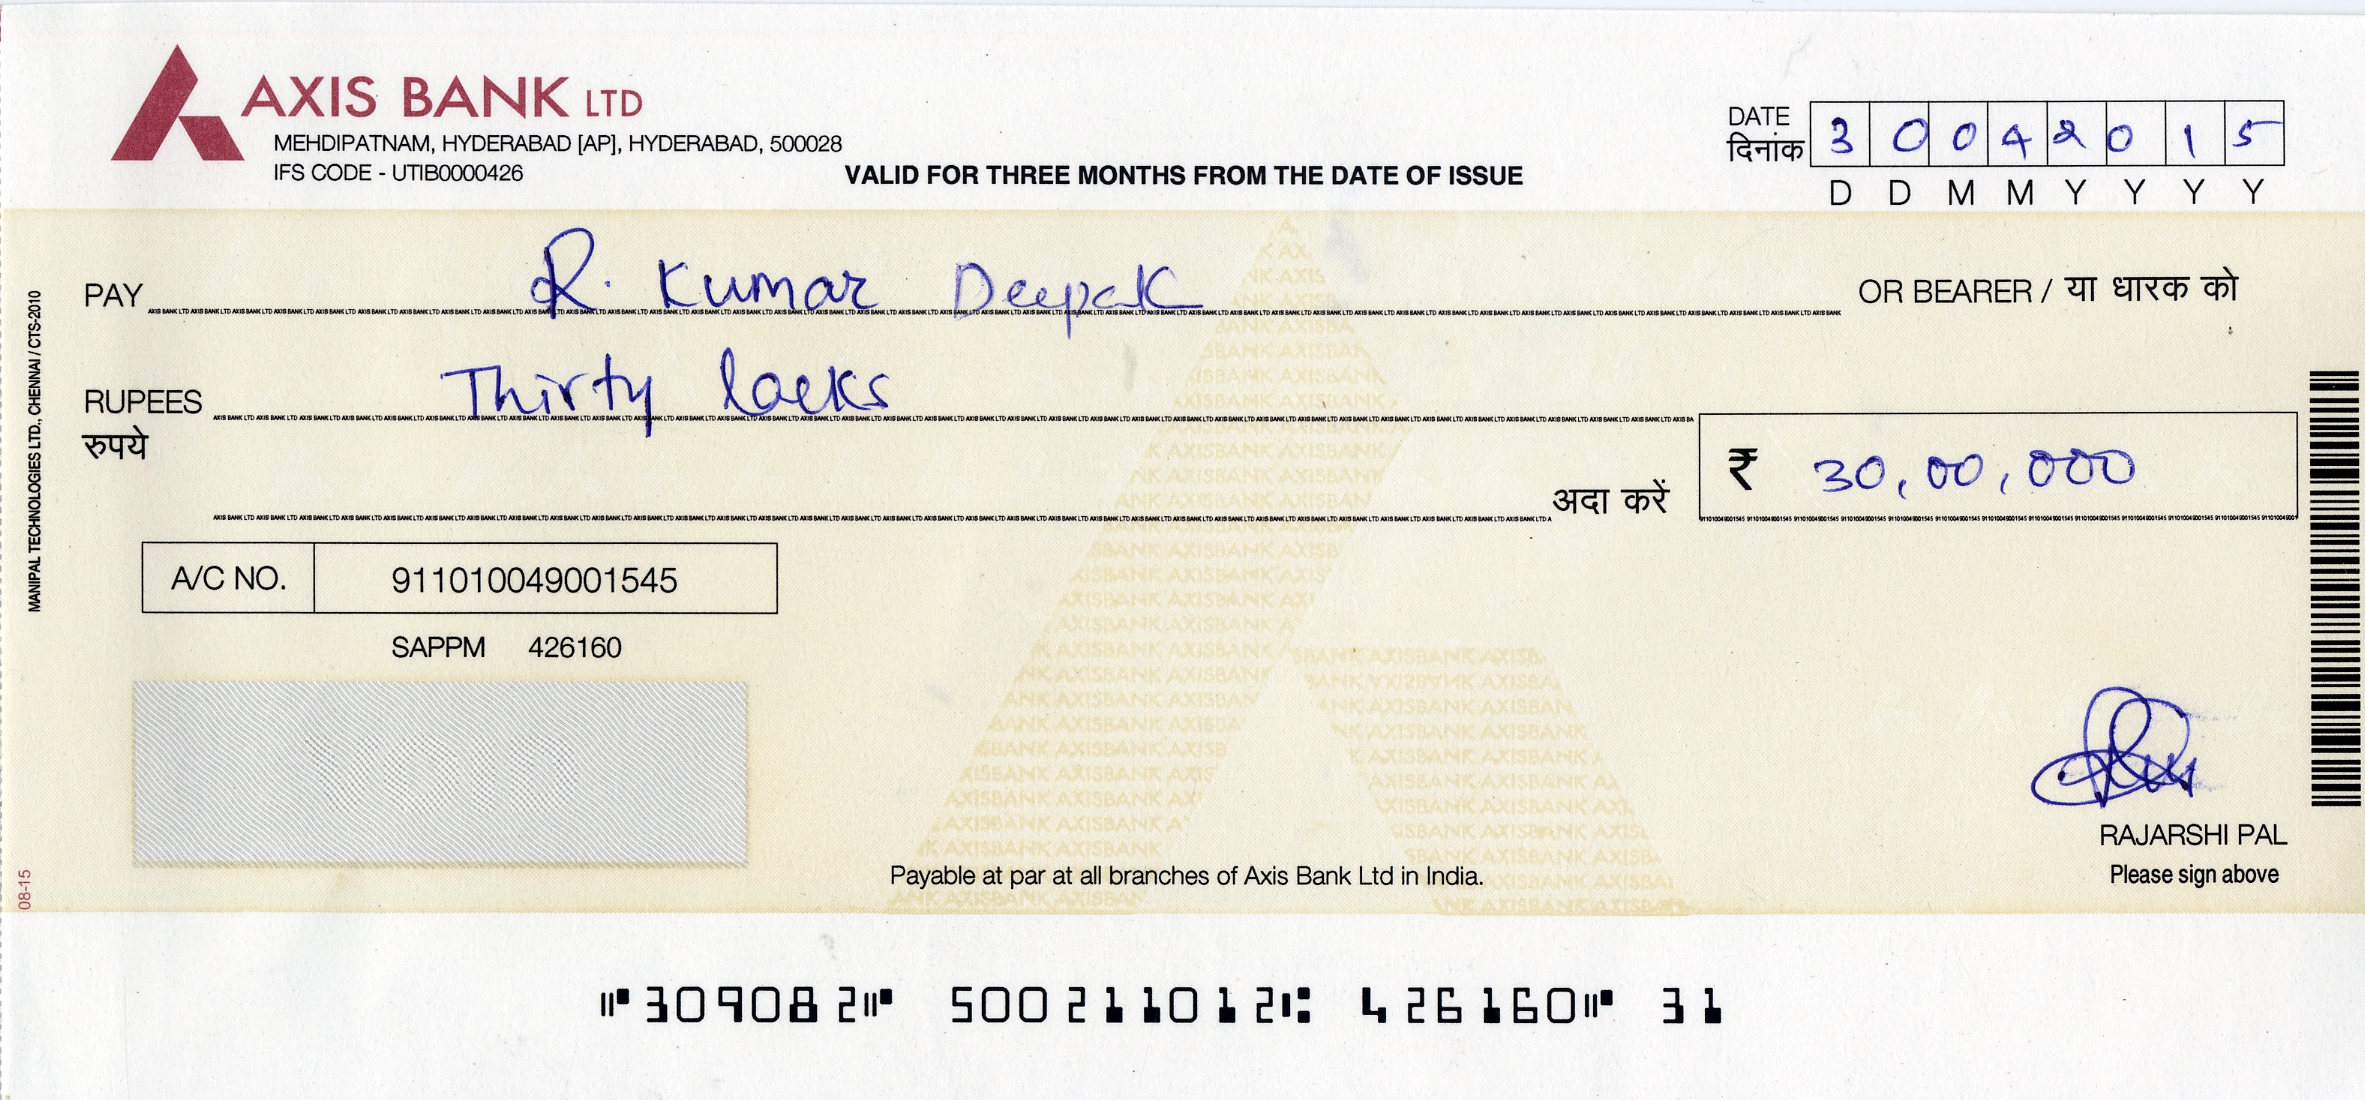 AXIS BANK LTD
MEHDIPATNAM, HYDERABAD [AP], HYDERABAD, 500028
IFS CODE - UTIB0000426
VALID FOR THREE MONTHS FROM THE DATE OF ISSUE
DATE
दिनांक
3 0 0 4 2 0 1 5
D D M M Y Y Y Y
PAY R. Kumar Deepak OR BEARER / या धारक को
RUPEES Thirty lacks
रुपये
अदा करें ₹ 30,00,000
A/C NO. 911010049001545
SAPPM 426160
VOID
RAJARSHI PAL
Please sign above
Payable at par at all branches of Axis Bank Ltd in India.
MANIPAL TECHNOLOGIES LTD., CHENNAI / CTS-2010
08-15
⑈309082⑈ 500211012⑆ 426160⑈ 31